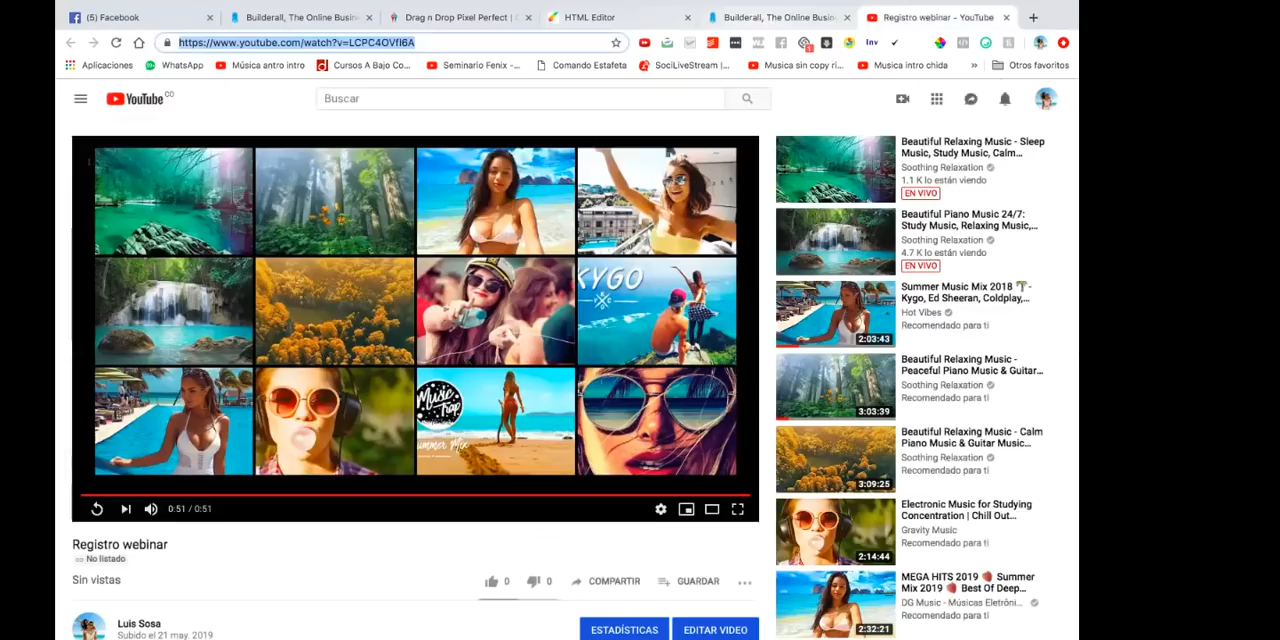 (5) Facebook
Builderall, The Online Busin
Drag n Drop Pixel Perfect |
HTML Editor
Builderall, The Online Busin
Registro webinar - YouTube
https://www.youtube.com/watch?v=LCPC4OVfI6A
Inv
Aplicaciones
WhatsApp
Música antro intro
Cursos A Bajo Co...
Seminario Fenix -...
Comando Estafeta
SociLiveStream |...
Musica sin copy ri...
Musica intro chida
»
Otros favoritos
YouTube CO
Buscar
KYGO
Music Trap
Summer Mix
0:51 / 0:51
Registro webinar
No listado
Sin vistas
0
0
COMPARTIR
GUARDAR
Luis Sosa
Subido el 21 may. 2019
ESTADÍSTICAS
EDITAR VIDEO
Beautiful Relaxing Music - Sleep
Music, Study Music, Calm...
Soothing Relaxation
1.1 K lo están viendo
EN VIVO
Beautiful Piano Music 24/7:
Study Music, Relaxing Music,...
Soothing Relaxation
4.7 K lo están viendo
EN VIVO
Summer Music Mix 2018 🌴 -
Kygo, Ed Sheeran, Coldplay,...
Hot Vibes
Recomendado para ti
2:03:43
Beautiful Relaxing Music -
Peaceful Piano Music & Guitar...
Soothing Relaxation
Recomendado para ti
3:03:39
Beautiful Relaxing Music - Calm
Piano Music & Guitar Music...
Soothing Relaxation
Recomendado para ti
3:09:25
Electronic Music for Studying
Concentration | Chill Out...
Gravity Music
Recomendado para ti
2:14:44
MEGA HITS 2019 🍓 Summer
Mix 2019 🍓 Best Of Deep...
DG Music - Músicas Eletrôni...
Recomendado para ti
2:32:21